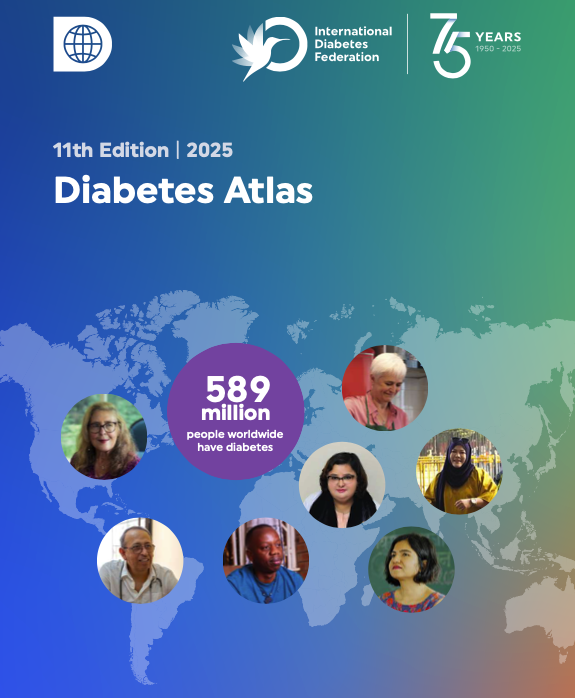 International
Diabetes
Federation
75 YEARS
1950 - 2025
11th Edition | 2025
Diabetes Atlas
589
million
people worldwide
have diabetes